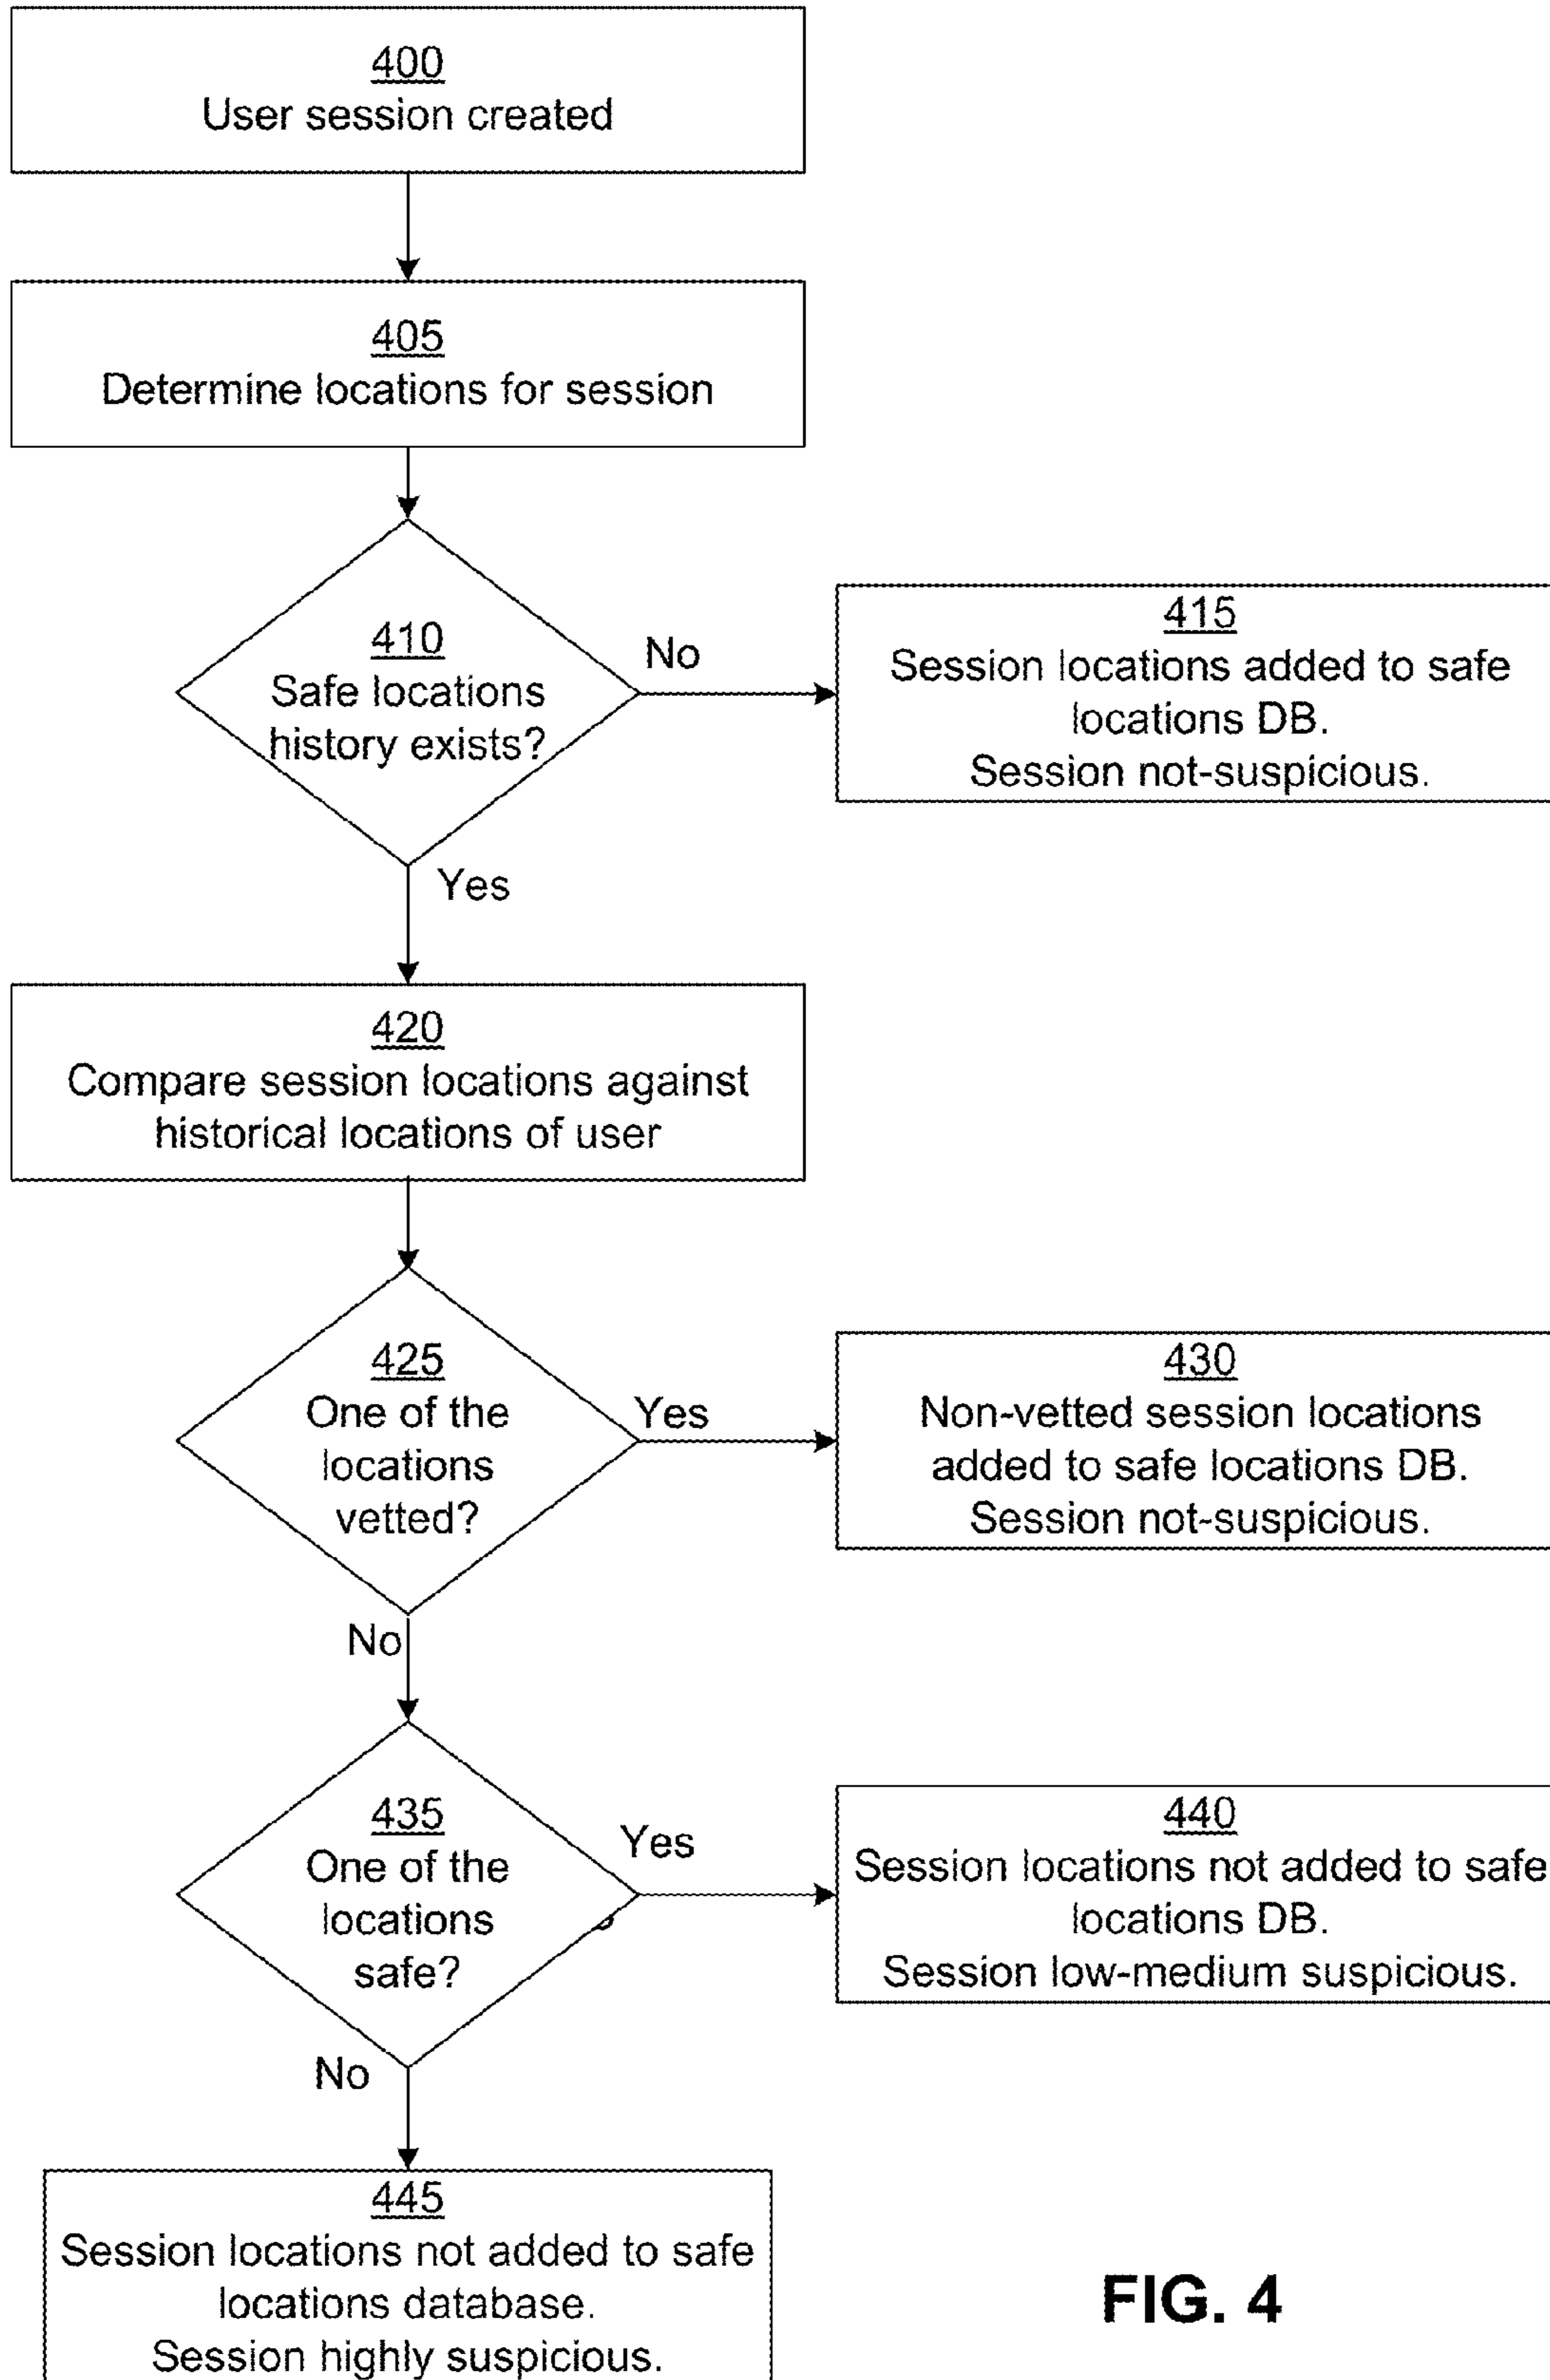 400
User session created
405
Determine locations for session
410
Safe locations
history exists?
No
415
Session locations added to safe
locations DB.
Session not-suspicious.
Yes
420
Compare session locations against
historical locations of user
425
One of the
locations
vetted?
Yes
430
Non-vetted session locations
added to safe locations DB.
Session not-suspicious.
No
435
One of the
locations
safe?
Yes
440
Session locations not added to safe
locations DB.
Session low-medium suspicious.
No
445
Session locations not added to safe
locations database.
Session highly suspicious.
FIG. 4